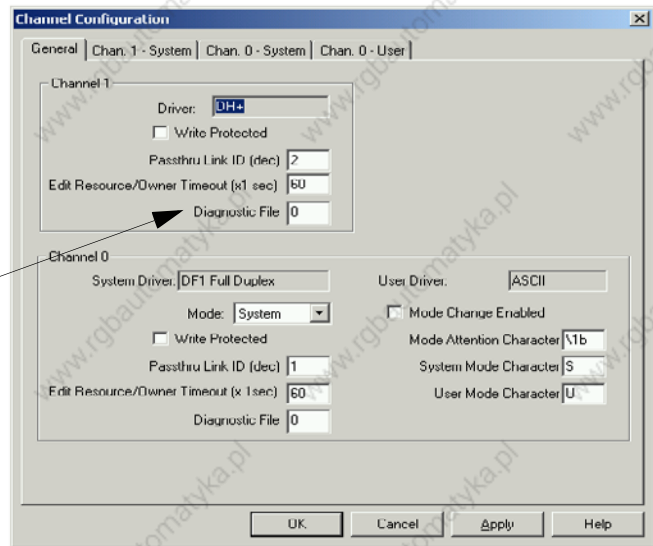 Channel Configuration
General
Chan. 1 - System
Chan. 0 - System
Chan. 0 - User
Channel 1
Driver: DH+
Write Protected
Passthru Link ID (dec) 2
Edit Resource/Owner Timeout (x1 sec) 60
Diagnostic File 0
Channel 0
System Driver: DF1 Full Duplex
User Driver: ASCII
Mode: System
Mode Change Enabled
Write Protected
Mode Attention Character \1b
Passthru Link ID (dec) 1
System Mode Character S
Edit Resource/Owner Timeout (x 1sec) 60
User Mode Character U
Diagnostic File 0
OK
Cancel
Apply
Help
www.rgbautomatyka.pl